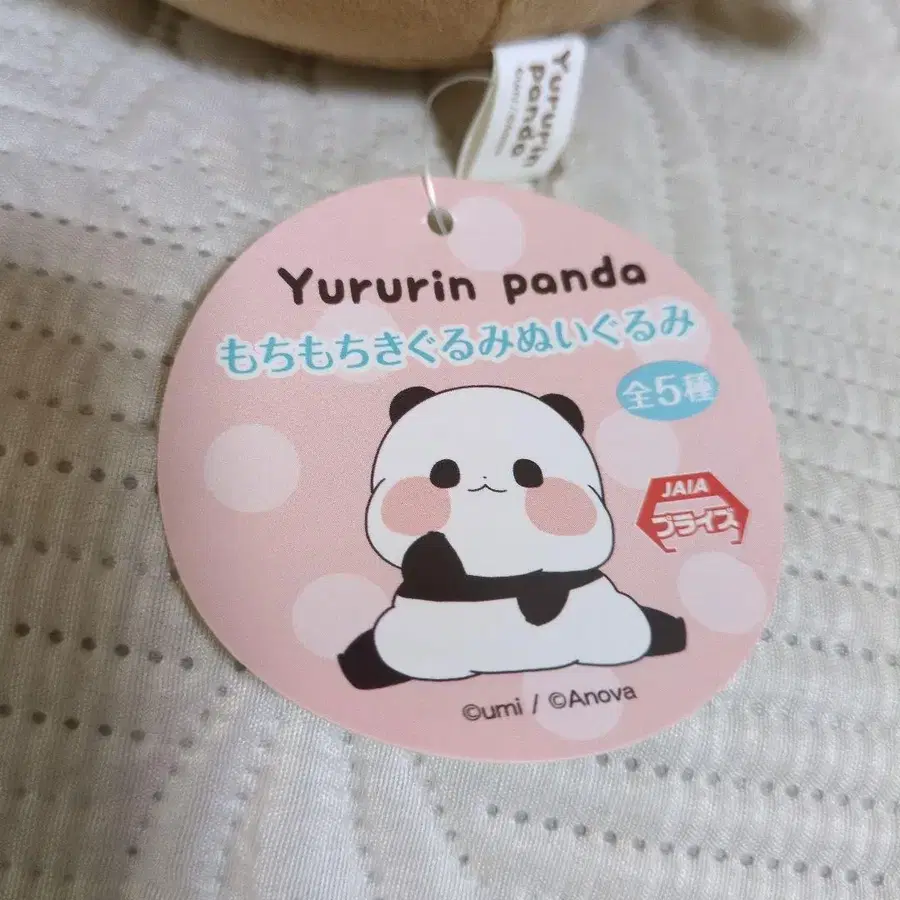 Yururin
panda
Yururin panda
もちもちきぐるみぬいぐるみ
全5種
JAIA
プライズ
©umi / ©Anova